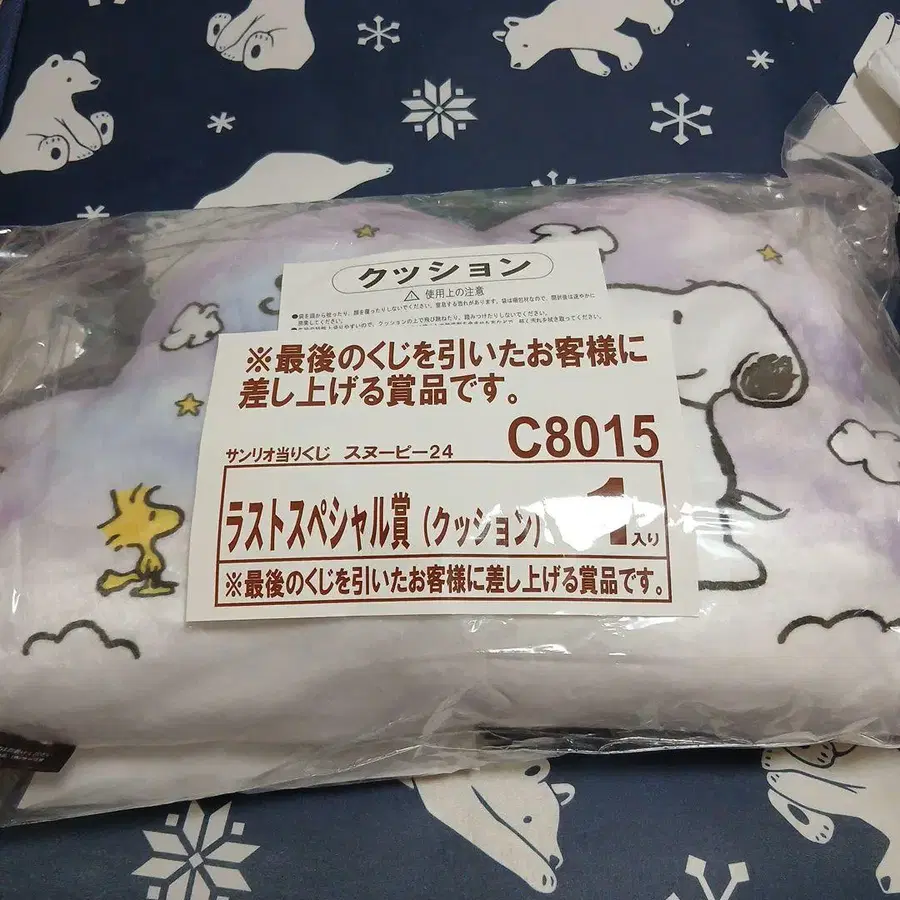 クッション
使用上の注意
※最後のくじを引いたお客様に
差し上げる賞品です。
サンリオ当りくじ スヌーピー24 C8015
ラストスペシャル賞(クッション) 1入り
※最後のくじを引いたお客様に差し上げる賞品です。